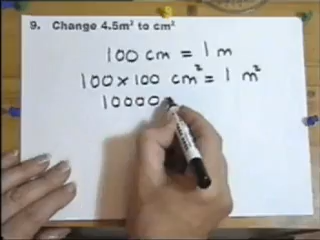 9. Change 4.5m² to cm²
100 cm = 1 m
100 × 100 cm² = 1 m²
10000